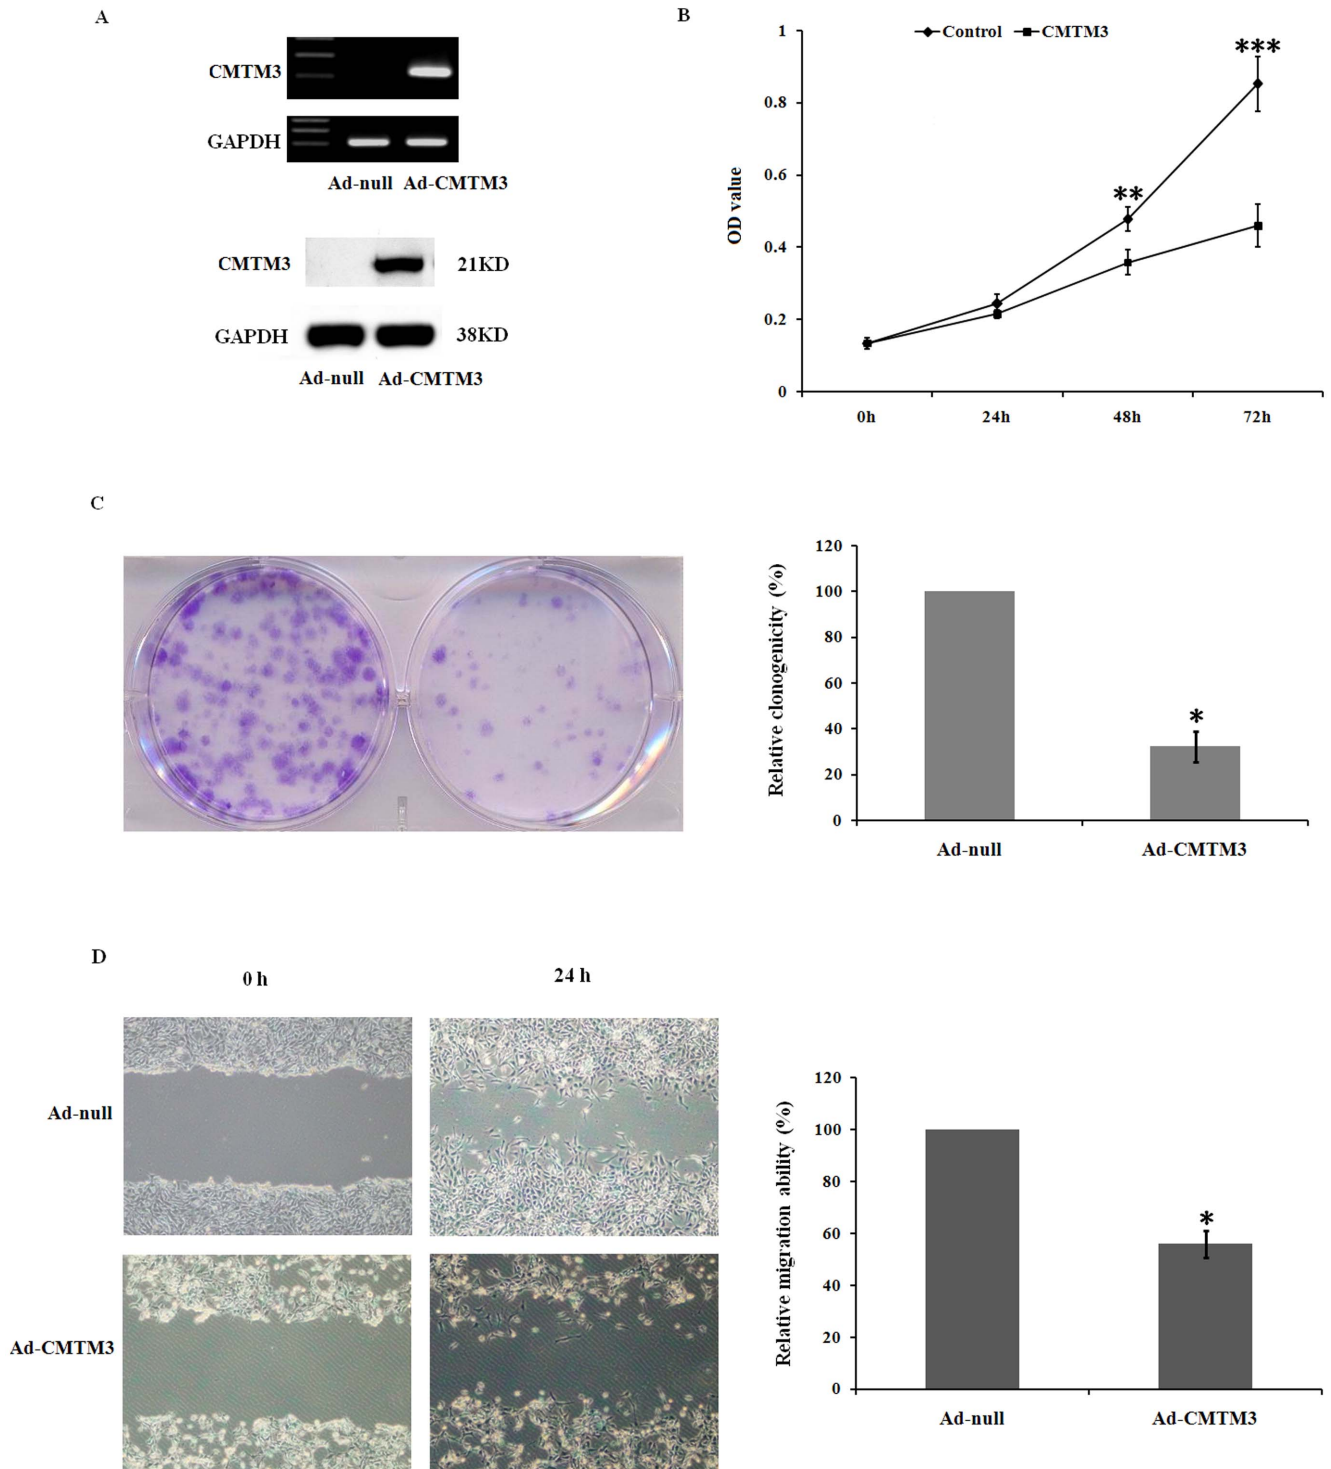 A
CMTM3
GAPDH
Ad-null Ad-CMTM3
CMTM3 21KD
GAPDH 38KD
Ad-null Ad-CMTM3
B
Control CMTM3
1
0.8
0.6
0.4
0.2
0
OD value
***
**
0h 24h 48h 72h
C
120
100
80
60
40
20
0
Relative clonogenicity (%)
*
Ad-null Ad-CMTM3
D
0 h 24 h
Ad-null
Ad-CMTM3
120
100
80
60
40
20
0
Relative migration ability (%)
*
Ad-null Ad-CMTM3